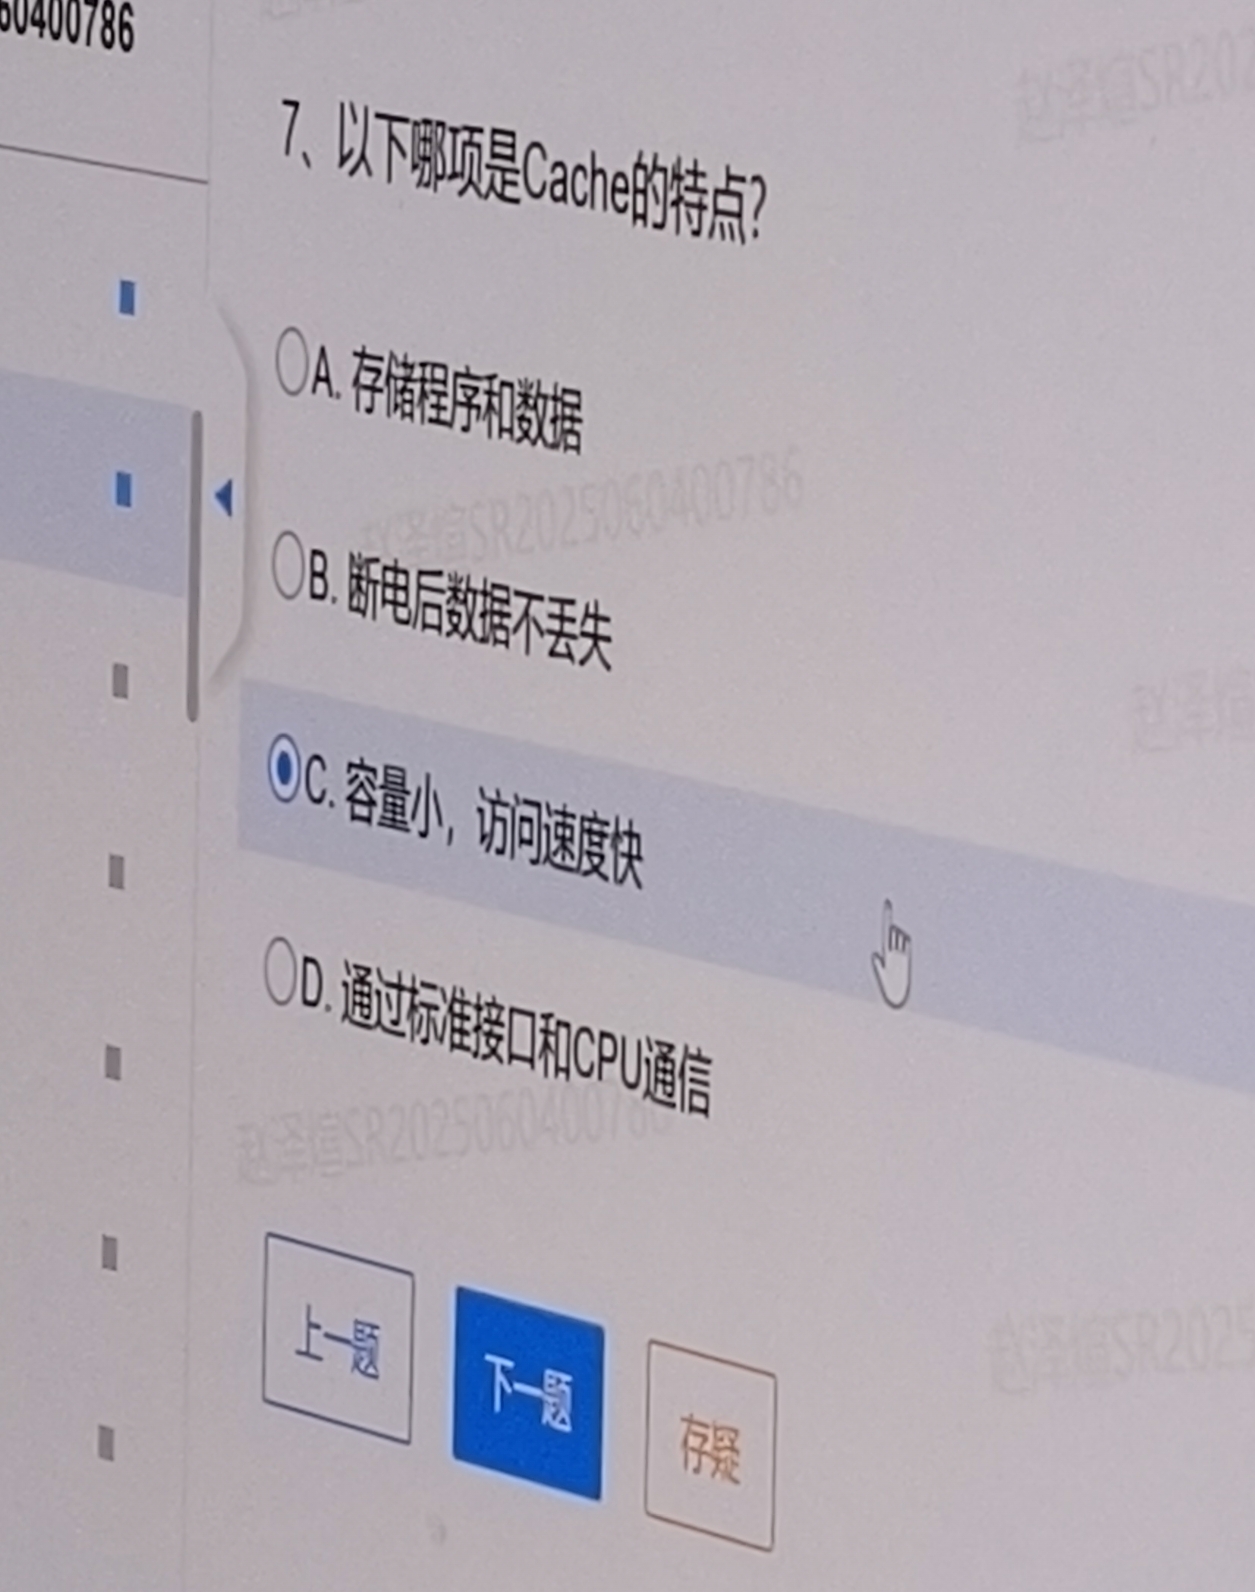 60400786
7、以下哪项是Cache的特点?
A. 存储程序和数据
SR2025060400786
B. 断电后数据不丢失
C. 容量小，访问速度快
D. 通过标准接口和CPU通信
SR2025060400786
上一题
下一题
存疑